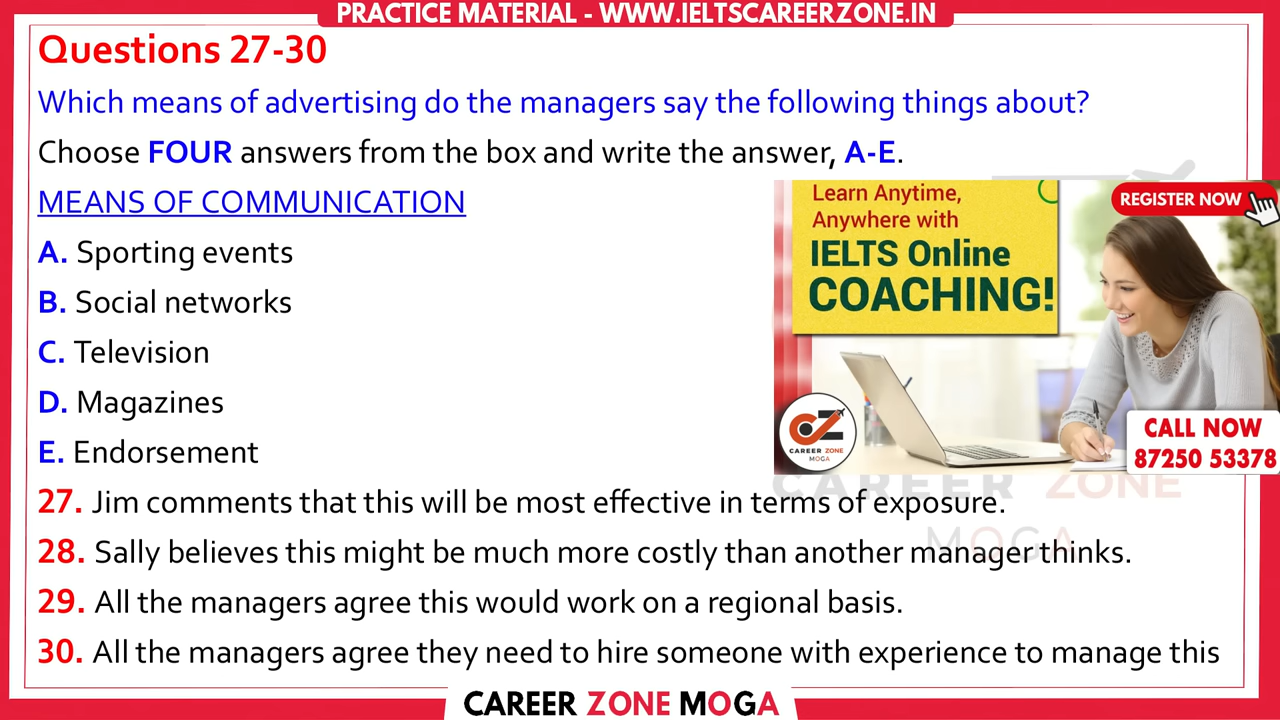 PRACTICE MATERIAL - WWW.IELTSCAREERZONE.IN
Questions 27-30
Which means of advertising do the managers say the following things about?
Choose FOUR answers from the box and write the answer, A-E.
MEANS OF COMMUNICATION
A. Sporting events
B. Social networks
C. Television
D. Magazines
E. Endorsement
Learn Anytime,
Anywhere with
IELTS Online
COACHING!
REGISTER NOW
CAREER ZONE
MOGA
CALL NOW
87250 53378
CAREER ZONE
MOGA
27. Jim comments that this will be most effective in terms of exposure.
28. Sally believes this might be much more costly than another manager thinks.
29. All the managers agree this would work on a regional basis.
30. All the managers agree they need to hire someone with experience to manage this
CAREER ZONE MOGA